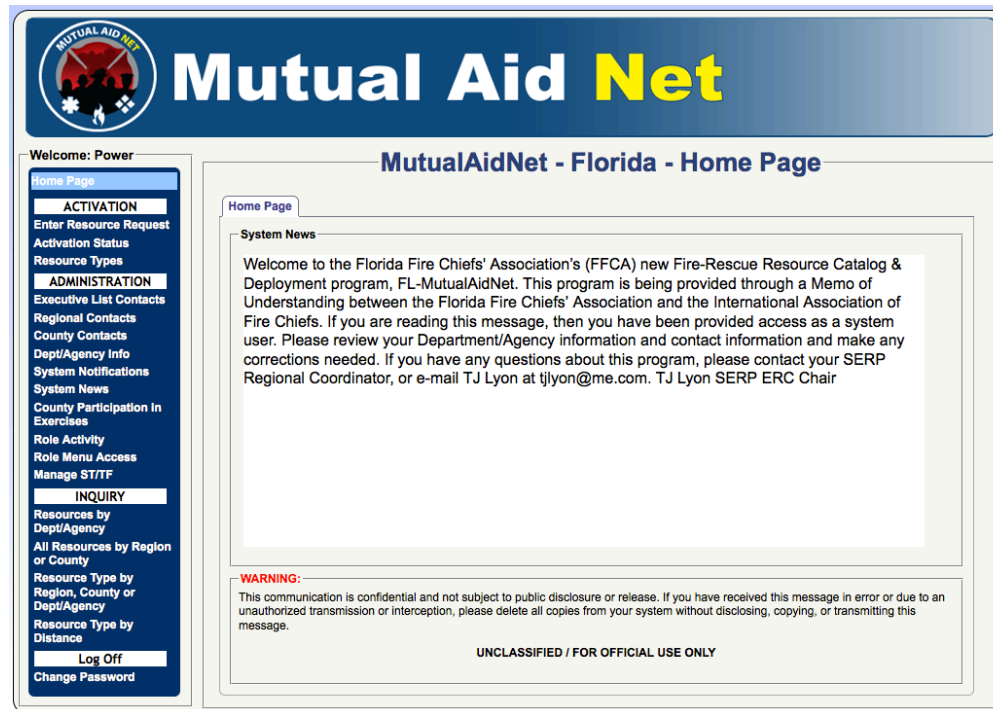 MUTUAL AID NET
Mutual Aid Net
Welcome: Power
Home Page
ACTIVATION
Enter Resource Request
Activation Status
Resource Types
ADMINISTRATION
Executive List Contacts
Regional Contacts
County Contacts
Dept/Agency Info
System Notifications
System News
County Participation in
Exercises
Role Activity
Role Menu Access
Manage ST/TF
INQUIRY
Resources by
Dept/Agency
All Resources by Region
or County
Resource Type by
Region, County or
Dept/Agency
Resource Type by
Distance
Log Off
Change Password
MutualAidNet - Florida - Home Page
Home Page
System News
Welcome to the Florida Fire Chiefs' Association's (FFCA) new Fire-Rescue Resource Catalog &
Deployment program, FL-MutualAidNet. This program is being provided through a Memo of
Understanding between the Florida Fire Chiefs' Association and the International Association of
Fire Chiefs. If you are reading this message, then you have been provided access as a system
user. Please review your Department/Agency information and contact information and make any
corrections needed. If you have any questions about this program, please contact your SERP
Regional Coordinator, or e-mail TJ Lyon at tjlyon@me.com. TJ Lyon SERP ERC Chair
WARNING:
This communication is confidential and not subject to public disclosure or release. If you have received this message in error or due to an
unauthorized transmission or interception, please delete all copies from your system without disclosing, copying, or transmitting this
message.
UNCLASSIFIED / FOR OFFICIAL USE ONLY